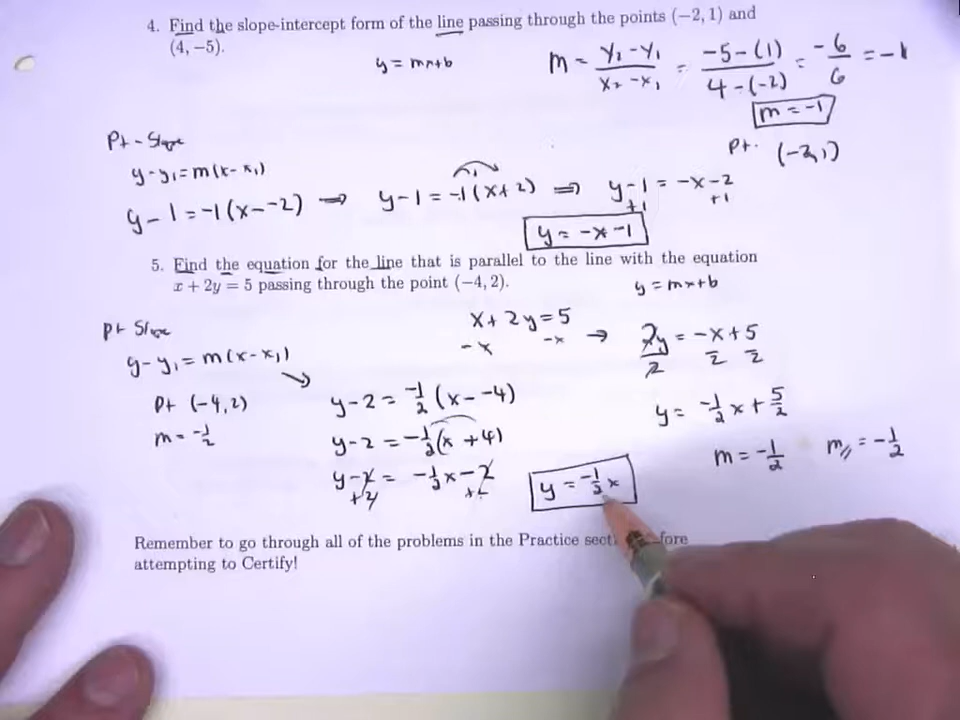 4. Find the slope-intercept form of the line passing through the points (−2, 1) and
(4, −5).
y = mx+b
m = y₂ − y₁ / x₂ − x₁ = −5 − (1) / 4 − (−2) = −6/6 = −1
m = −1
Pt - Slope
pt. (−2,1)
y − y₁ = m(x − x₁)
y − 1 = −1(x − −2) ⇒ y − 1 = −1(x + 2) ⇒ y − 1 = −x − 2
+1 +1
y = −x − 1
5. Find the equation for the line that is parallel to the line with the equation
x + 2y = 5 passing through the point (−4, 2).
y = mx + b
pt Slope
x + 2y = 5
−x −x → 2y = −x + 5
2 2 2
y − y₁ = m(x − x₁)
pt (−4, 2)
y − 2 = −1/2 (x − −4)
y = −1/2 x + 5/2
m = −1/2
y − 2 = −1/2 (x + 4)
m = −1/2 m// = −1/2
y − 2 = −1/2 x − 2
+2 +2
y = −1/2 x
Remember to go through all of the problems in the Practice fore
attempting to Certify!